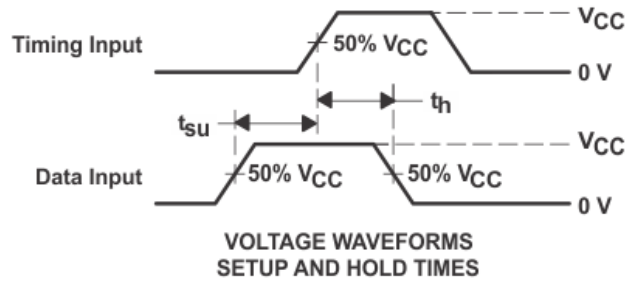 VCC
Timing Input
50% VCC
0 V
th
tsu
VCC
Data Input
50% VCC
50% VCC
0 V
VOLTAGE WAVEFORMS
SETUP AND HOLD TIMES